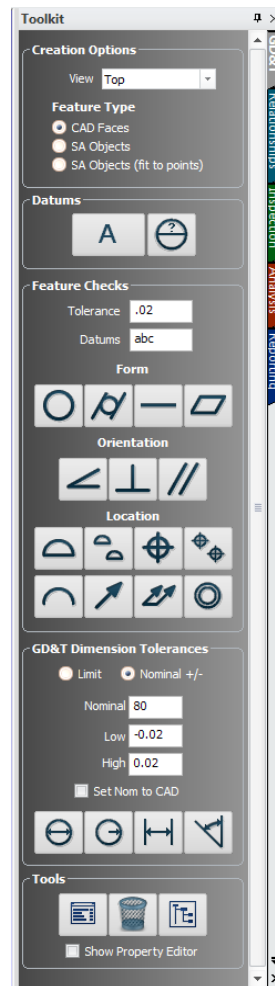 Toolkit
Creation Options
View Top
Feature Type
CAD Faces
SA Objects
SA Objects (fit to points)
Datums
A
?
Feature Checks
Tolerance .02
Datums abc
Form
Orientation
Location
GD&T Dimension Tolerances
Limit Nominal +/-
Nominal 80
Low -0.02
High 0.02
Set Nom to CAD
Tools
Show Property Editor
GD&T
Relationships
Inspection
Analysis
Reporting